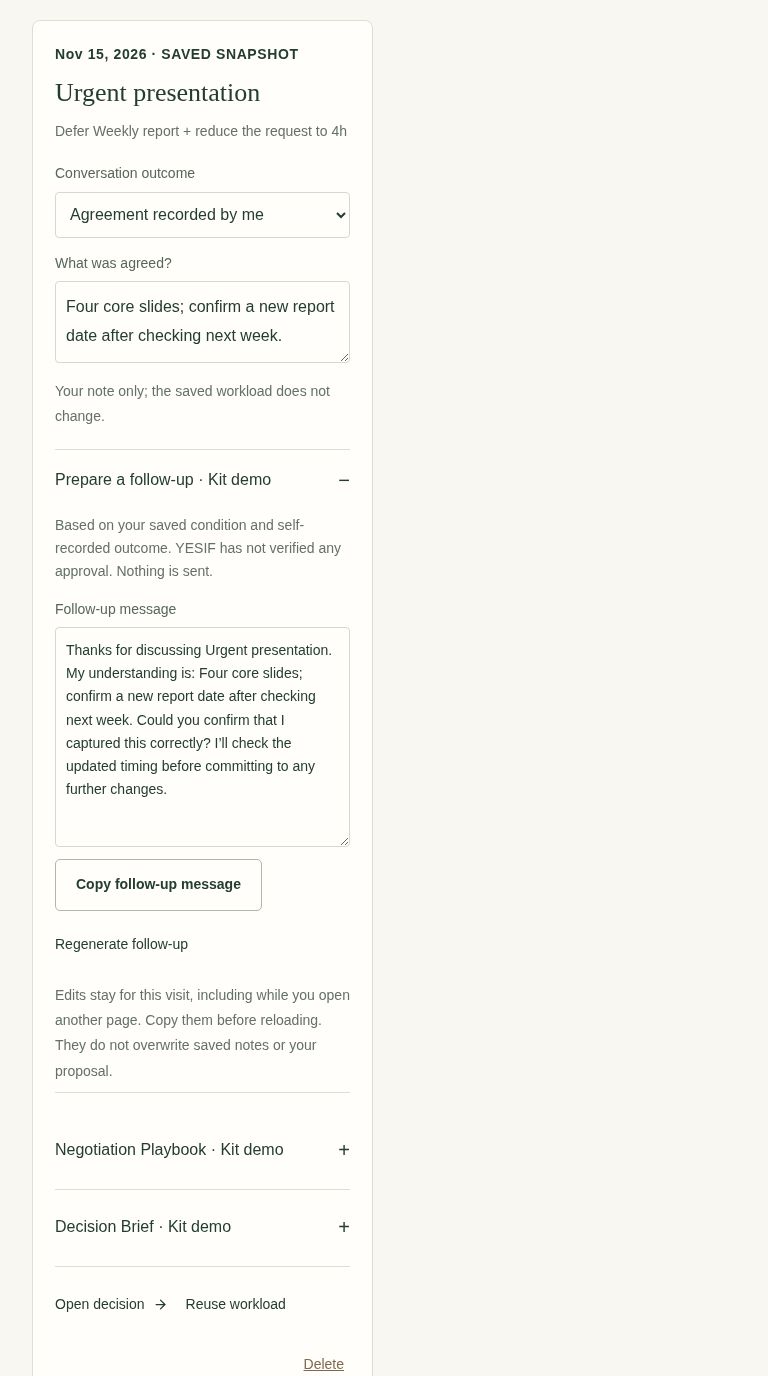 Nov 15, 2026 · SAVED SNAPSHOT
Urgent presentation
Defer Weekly report + reduce the request to 4h
Conversation outcome
Agreement recorded by me
What was agreed?
Four core slides; confirm a new report
date after checking next week.
Your note only; the saved workload does not
change.
Prepare a follow-up · Kit demo −
Based on your saved condition and self-
recorded outcome. YESIF has not verified any
approval. Nothing is sent.
Follow-up message
Thanks for discussing Urgent presentation.
My understanding is: Four core slides;
confirm a new report date after checking
next week. Could you confirm that I
captured this correctly? I’ll check the
updated timing before committing to any
further changes.
Copy follow-up message
Regenerate follow-up
Edits stay for this visit, including while you open
another page. Copy them before reloading.
They do not overwrite saved notes or your
proposal.
Negotiation Playbook · Kit demo +
Decision Brief · Kit demo +
Open decision → Reuse workload
Delete